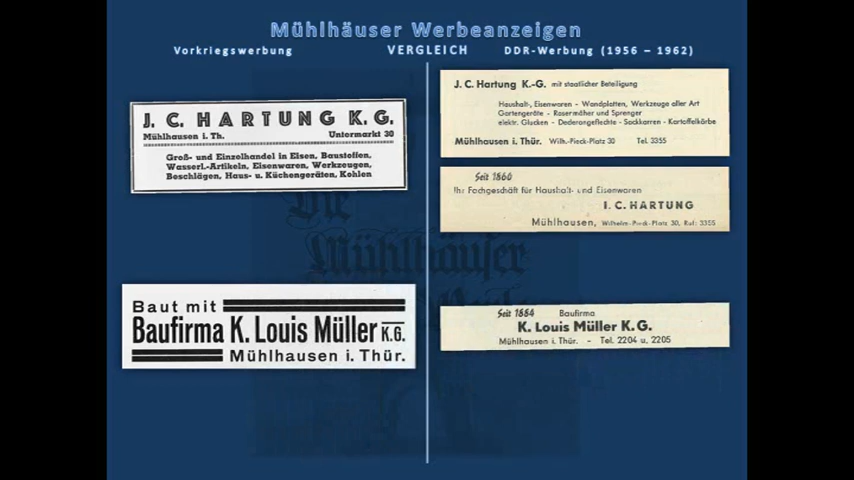 Mühlhäuser Werbeanzeigen
Vorkriegswerbung VERGLEICH DDR-Werbung (1956 – 1962)
J. C. HARTUNG K. G.
Mühlhausen i. Th. Untermarkt 30
Groß- und Einzelhandel in Eisen, Baustoffen,
Wasserl.-Artikeln, Eisenwaren, Werkzeugen,
Beschlägen, Haus- u. Küchengeräten, Kohlen
Baut mit
Baufirma K. Louis Müller K.G.
Mühlhausen i. Thür.
J. C. Hartung K.-G. mit staatlicher Beteiligung
Haushalt-, Eisenwaren - Wandplatten, Werkzeuge aller Art
Gartengeräte - Rasenmäher und Sprenger
elektr. Glucken - Dederongeflechte - Sackkarren - Kartoffelkörbe
Mühlhausen i. Thür. Wilh.-Pieck-Platz 30 Tel. 3355
Seit 1860
Ihr Fachgeschäft für Haushalt- und Eisenwaren
I. C. HARTUNG
Mühlhausen, Wilhelm-Pieck-Platz 30, Ruf: 3355
Seit 1884 Baufirma
K. Louis Müller K. G.
Mühlhausen i. Thür. - Tel. 2204 u. 2205
Die
Mühlhäuser